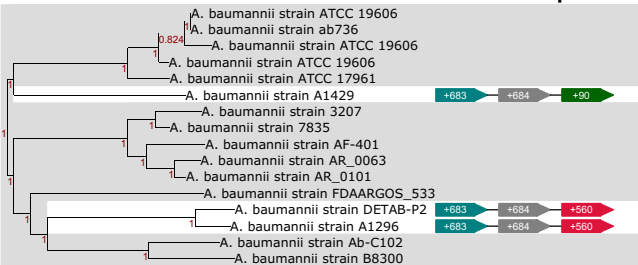 A. baumannii strain ATCC 19606
1 A. baumannii strain ab736
0.824 A. baumannii strain ATCC 19606
1 A. baumannii strain ATCC 19606
1 A. baumannii strain ATCC 17961
A. baumannii strain A1429 +683 +684 +90
A. baumannii strain 3207
1 A. baumannii strain 7835
1
1 A. baumannii strain AF-401
1 A. baumannii strain AR_0063
1 A. baumannii strain AR_0101
1 A. baumannii strain FDAARGOS_533
A. baumannii strain DETAB-P2 +683 +684 +560
1 1 A. baumannii strain A1296 +683 +684 +560
1 A. baumannii strain Ab-C102
1 A. baumannii strain B8300